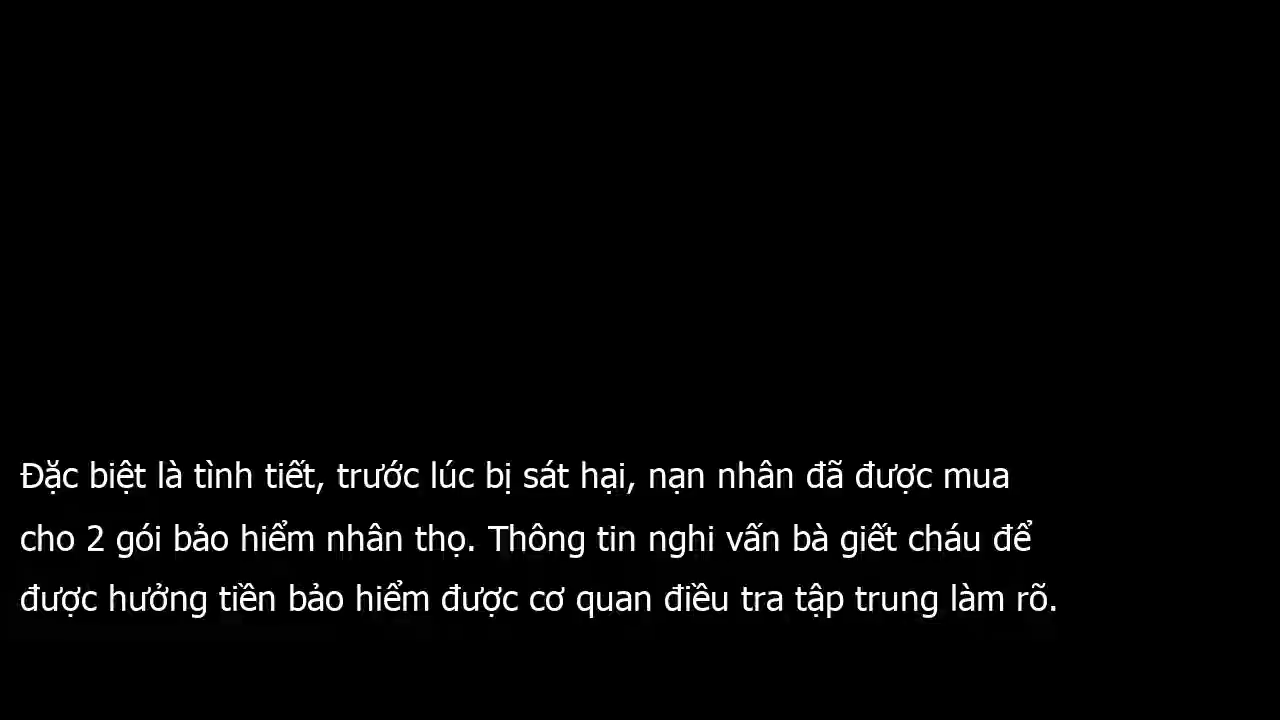 Đặc biệt là tình tiết, trước lúc bị sát hại, nạn nhân đã được mua
cho 2 gói bảo hiểm nhân thọ. Thông tin nghi vấn bà giết cháu để
được hưởng tiền bảo hiểm được cơ quan điều tra tập trung làm rõ.